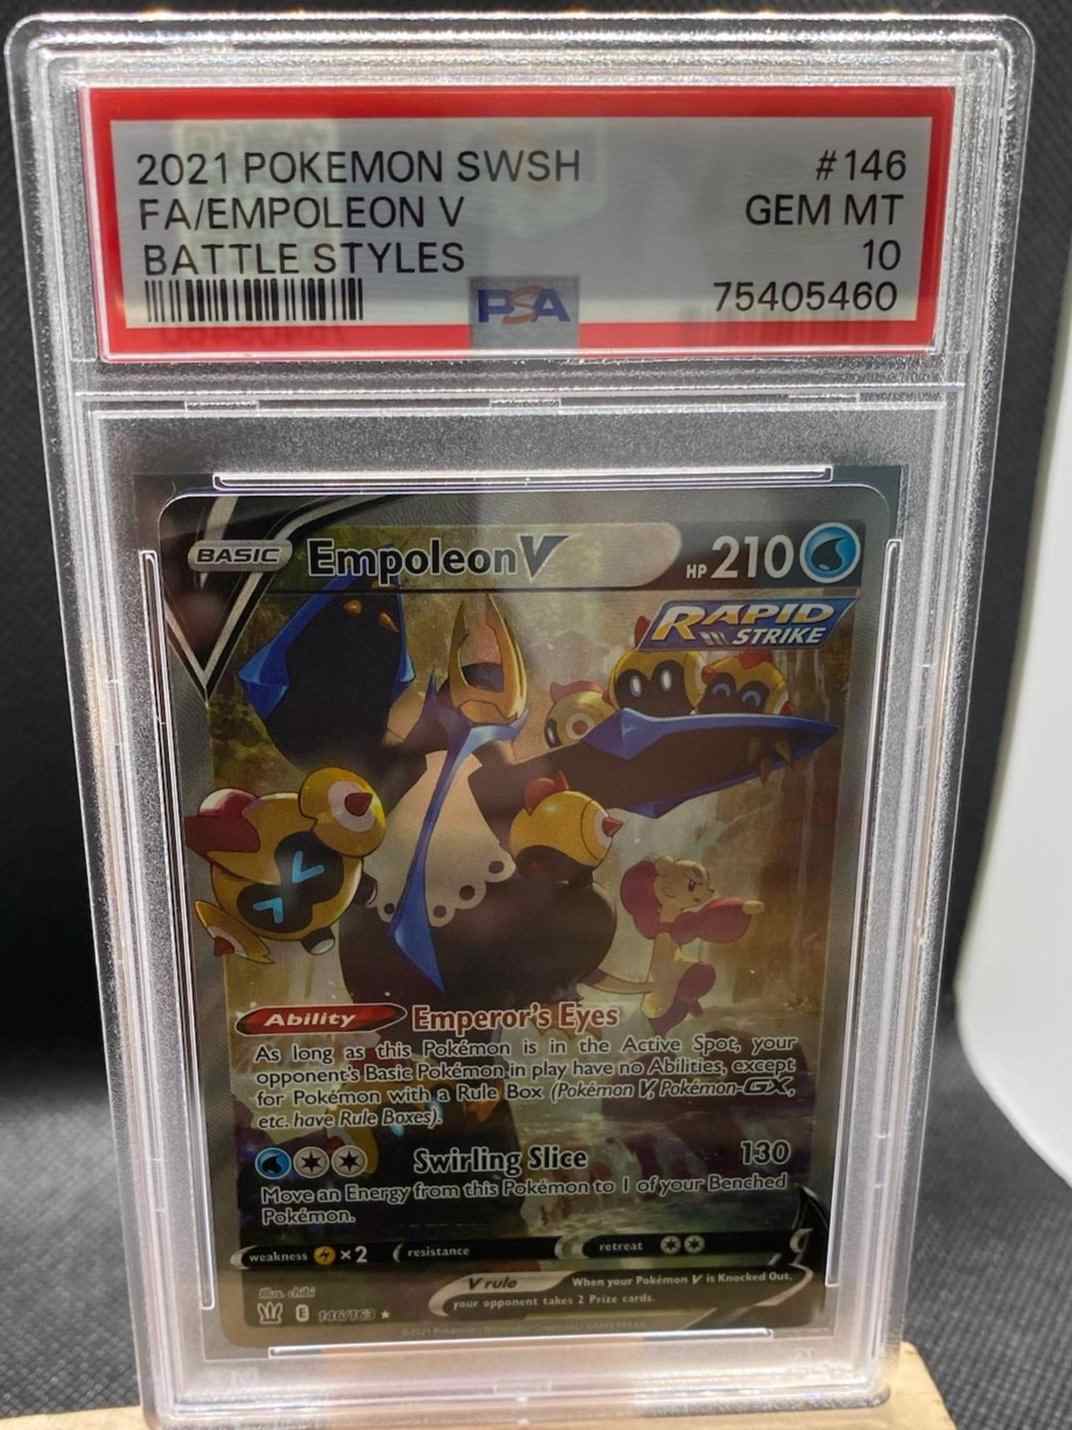 2021 POKEMON SWSH #146
FA/EMPOLEON V GEM MT
BATTLE STYLES 10
PSA 75405460
BASIC Empoleon V HP 210
RAPID
STRIKE
Ability Emperor's Eyes
As long as this Pokémon is in the Active Spot, your
opponent's Basic Pokémon in play have no Abilities, except
for Pokémon with a Rule Box (Pokémon V, Pokémon-GX,
etc. have Rule Boxes).
Swirling Slice 130
Move an Energy from this Pokémon to 1 of your Benched
Pokémon.
weakness ×2 resistance retreat
V rule When your Pokémon V is Knocked Out,
your opponent takes 2 Prize cards.
Illus. chibi
E 146/163